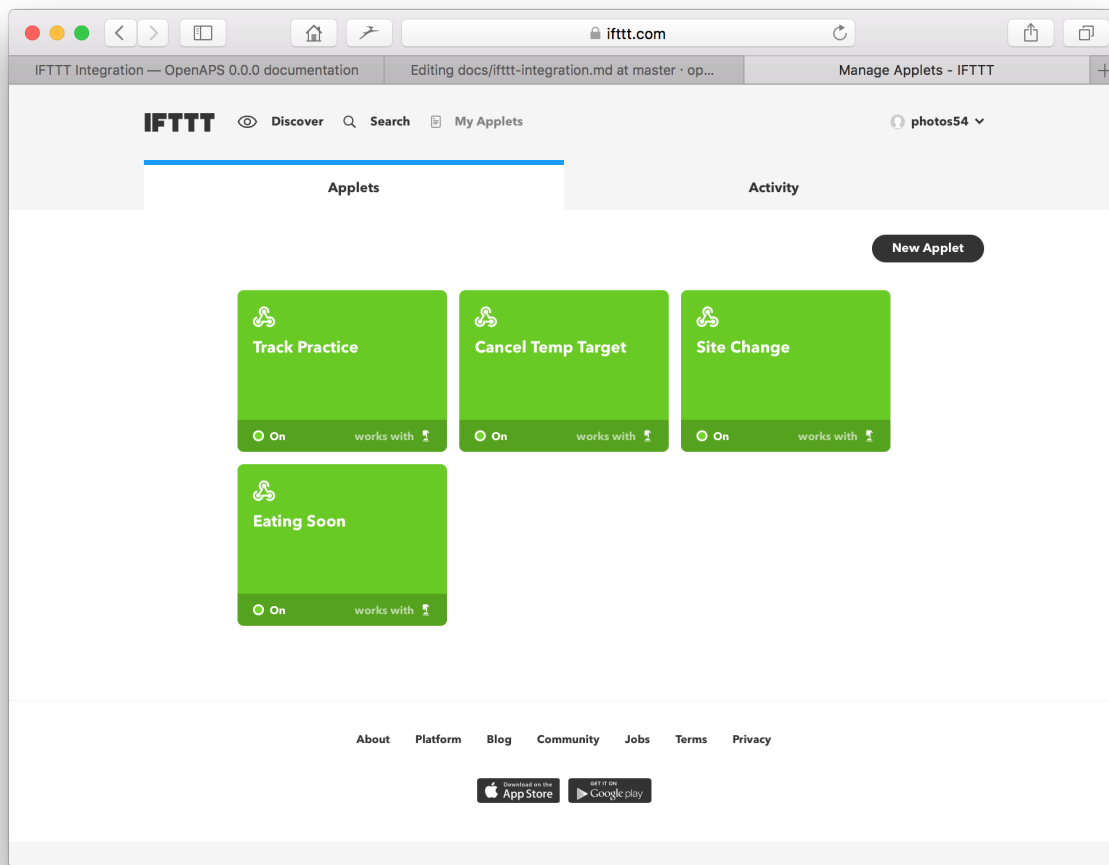 ifttt.com
IFTTT Integration — OpenAPS 0.0.0 documentation
Editing docs/ifttt-integration.md at master · op...
Manage Applets - IFTTT
IFTTT
Discover
Search
My Applets
photos54
Applets
Activity
New Applet
Track Practice
On
works with
Cancel Temp Target
On
works with
Site Change
On
works with
Eating Soon
On
works with
About
Platform
Blog
Community
Jobs
Terms
Privacy
Download on the
App Store
GET IT ON
Google play